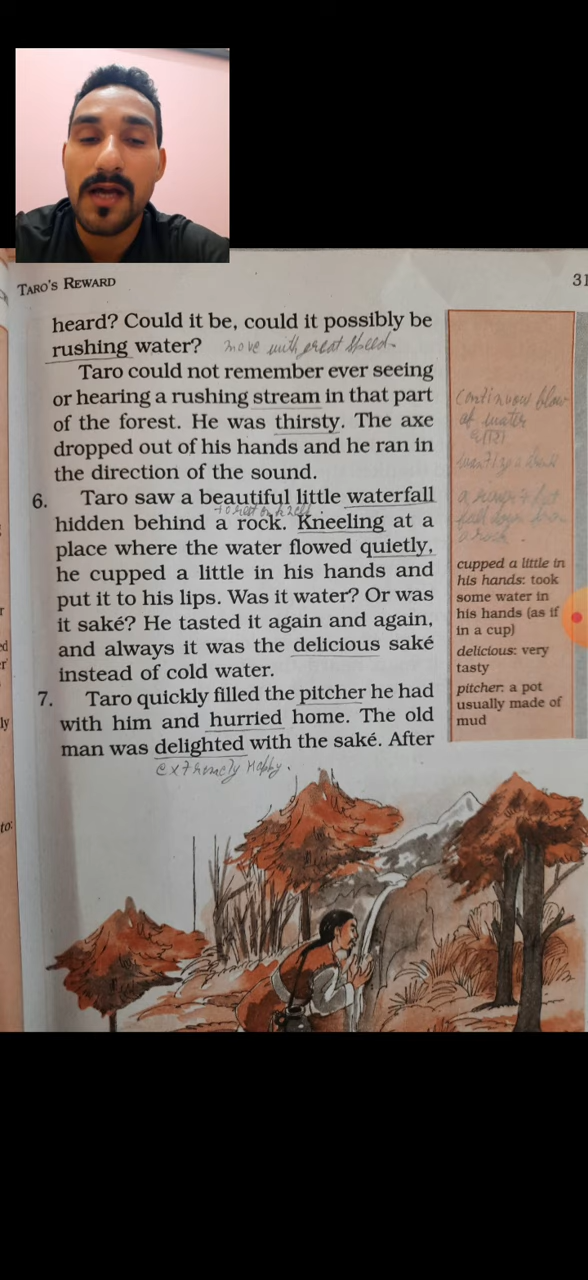 TARO'S REWARD
31
heard? Could it be, could it possibly be
rushing water? move with great speed.
Taro could not remember ever seeing
or hearing a rushing stream in that part
of the forest. He was thirsty. The axe
dropped out of his hands and he ran in
the direction of the sound.
6. Taro saw a beautiful little waterfall
hidden behind a rock. Kneeling at a
place where the water flowed quietly,
he cupped a little in his hands and
put it to his lips. Was it water? Or was
it saké? He tasted it again and again,
and always it was the delicious saké
instead of cold water.
7. Taro quickly filled the pitcher he had
with him and hurried home. The old
man was delighted with the saké. After
extremely Happy.
of water
a rock
cupped a little in
his hands: took
some water in
his hands (as if
in a cup)
delicious: very
tasty
pitcher: a pot
usually made of
mud
ly
to: